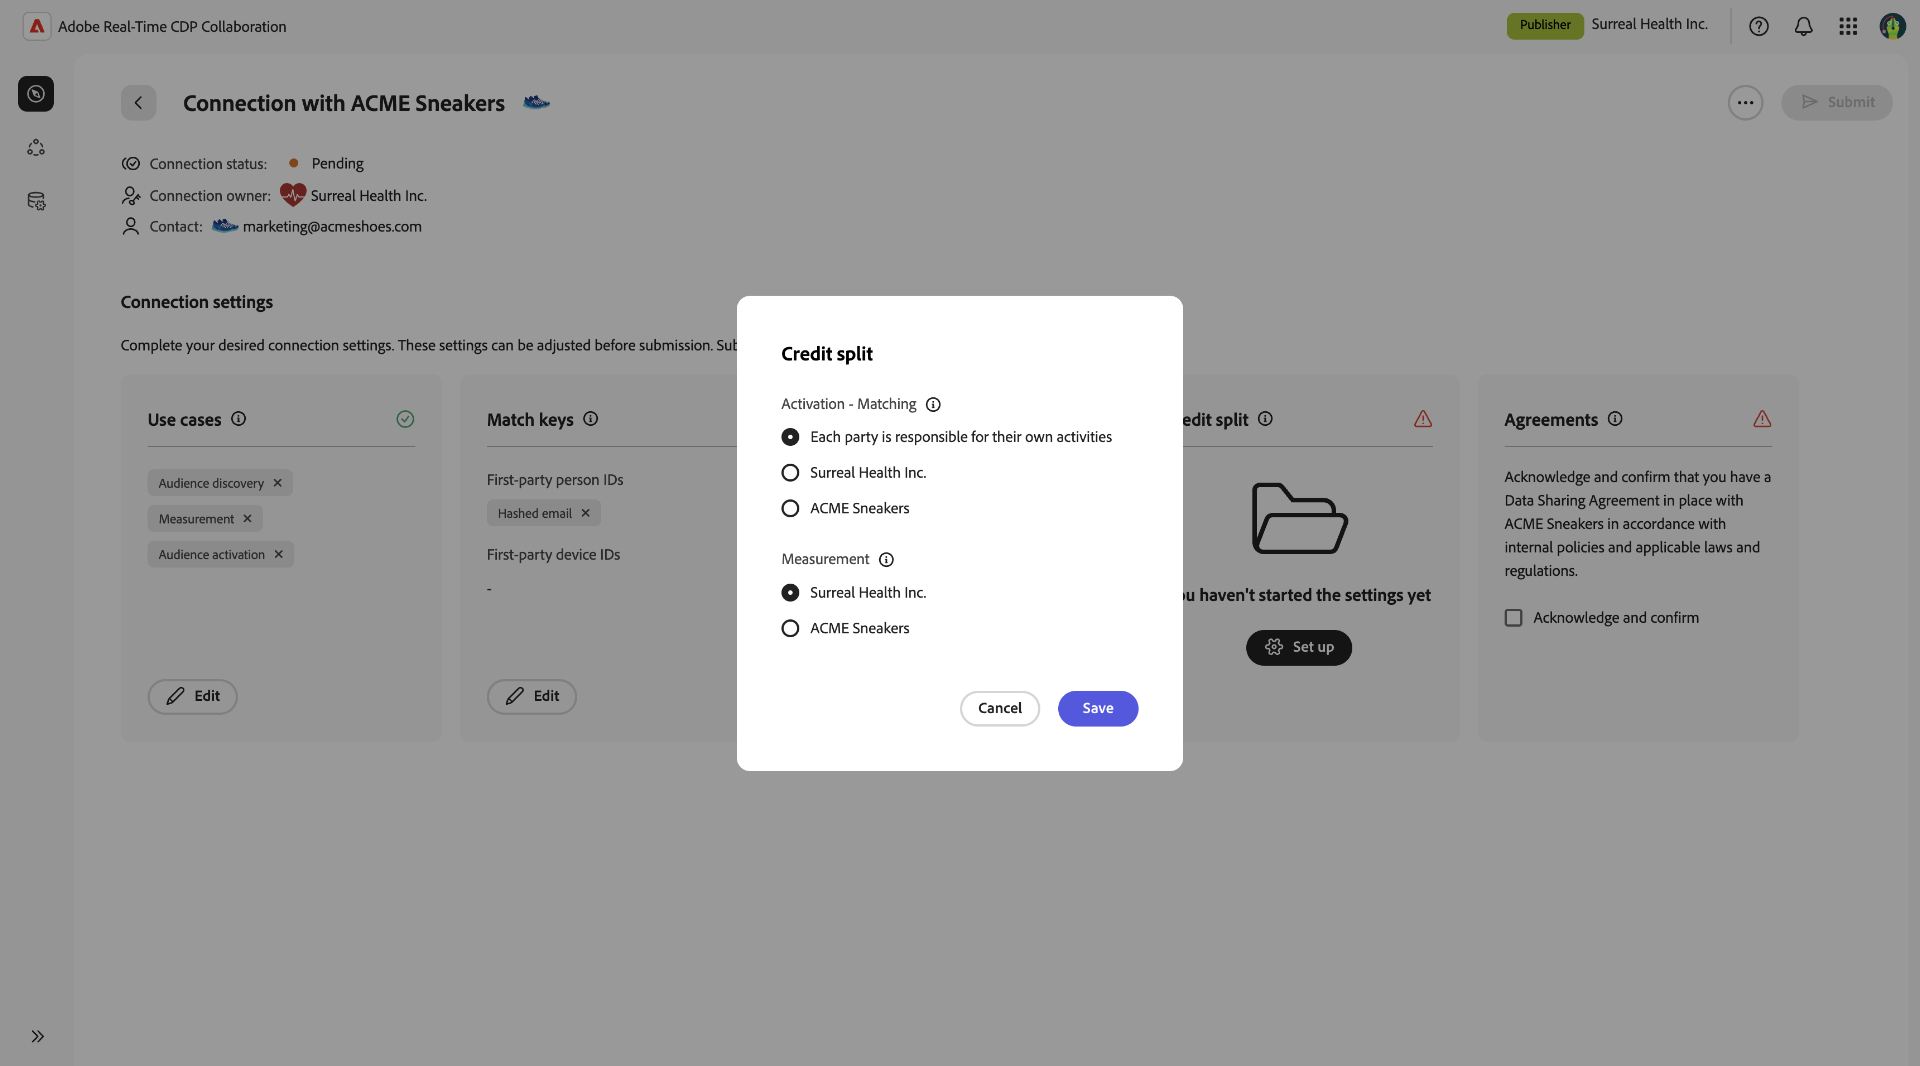 Adobe Real-Time CDP Collaboration
Publisher
Surreal Health Inc.
Connection with ACME Sneakers
Submit
Connection status:
Pending
Connection owner:
Surreal Health Inc.
Contact:
marketing@acmeshoes.com
Connection settings
Complete your desired connection settings. These settings can be adjusted before submission. Sub
Use cases
Audience discovery
Measurement
Audience activation
Edit
Match keys
First-party person IDs
Hashed email
First-party device IDs
-
Edit
Credit split
Activation - Matching
Each party is responsible for their own activities
Surreal Health Inc.
ACME Sneakers
Measurement
Surreal Health Inc.
ACME Sneakers
Cancel
Save
edit split
u haven't started the settings yet
Set up
Agreements
Acknowledge and confirm that you have a
Data Sharing Agreement in place with
ACME Sneakers in accordance with
internal policies and applicable laws and
regulations.
Acknowledge and confirm